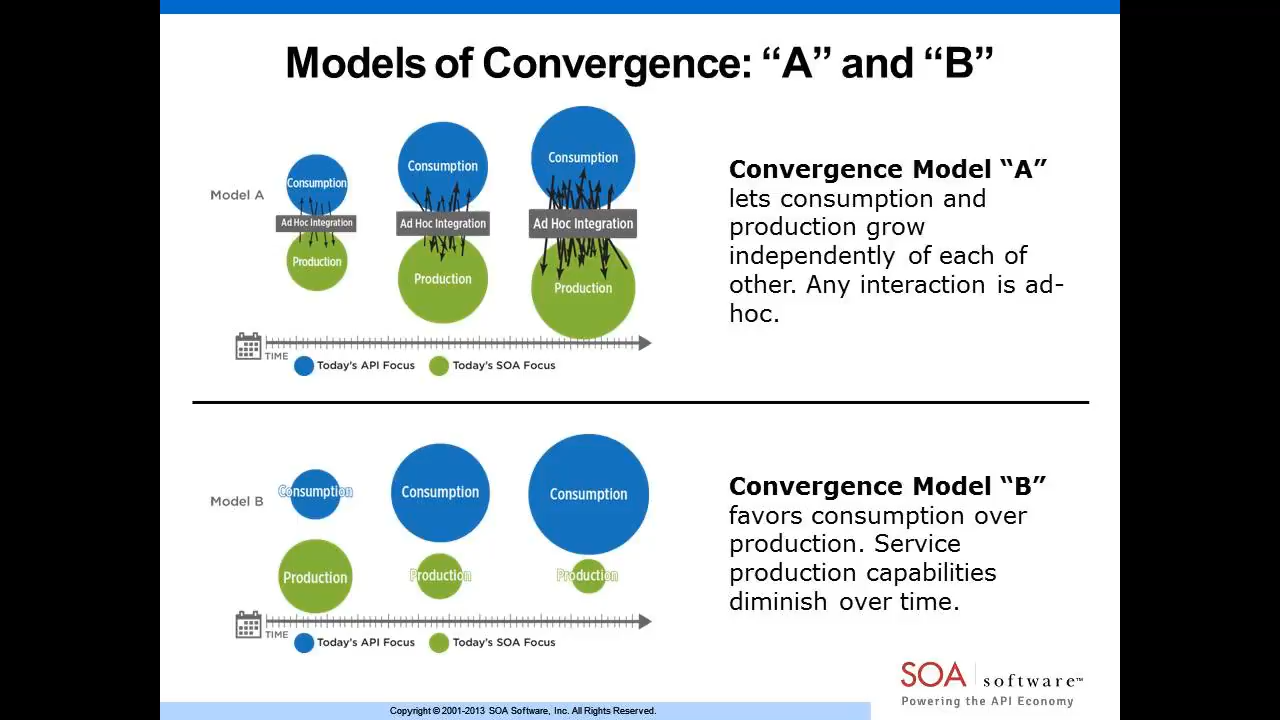 Models of Convergence: “A” and “B”
Model A
Consumption
Ad Hoc Integration
Production
Consumption
Ad Hoc Integration
Production
Consumption
Ad Hoc Integration
Production
TIME
Today's API Focus
Today's SOA Focus
Convergence Model “A”
lets consumption and
production grow
independently of each of
other. Any interaction is ad-
hoc.
Model B
Consumption
Production
Consumption
Production
Consumption
Production
TIME
Today's API Focus
Today's SOA Focus
Convergence Model “B”
favors consumption over
production. Service
production capabilities
diminish over time.
SOA software™
Powering the API Economy
Copyright © 2001-2013 SOA Software, Inc. All Rights Reserved.